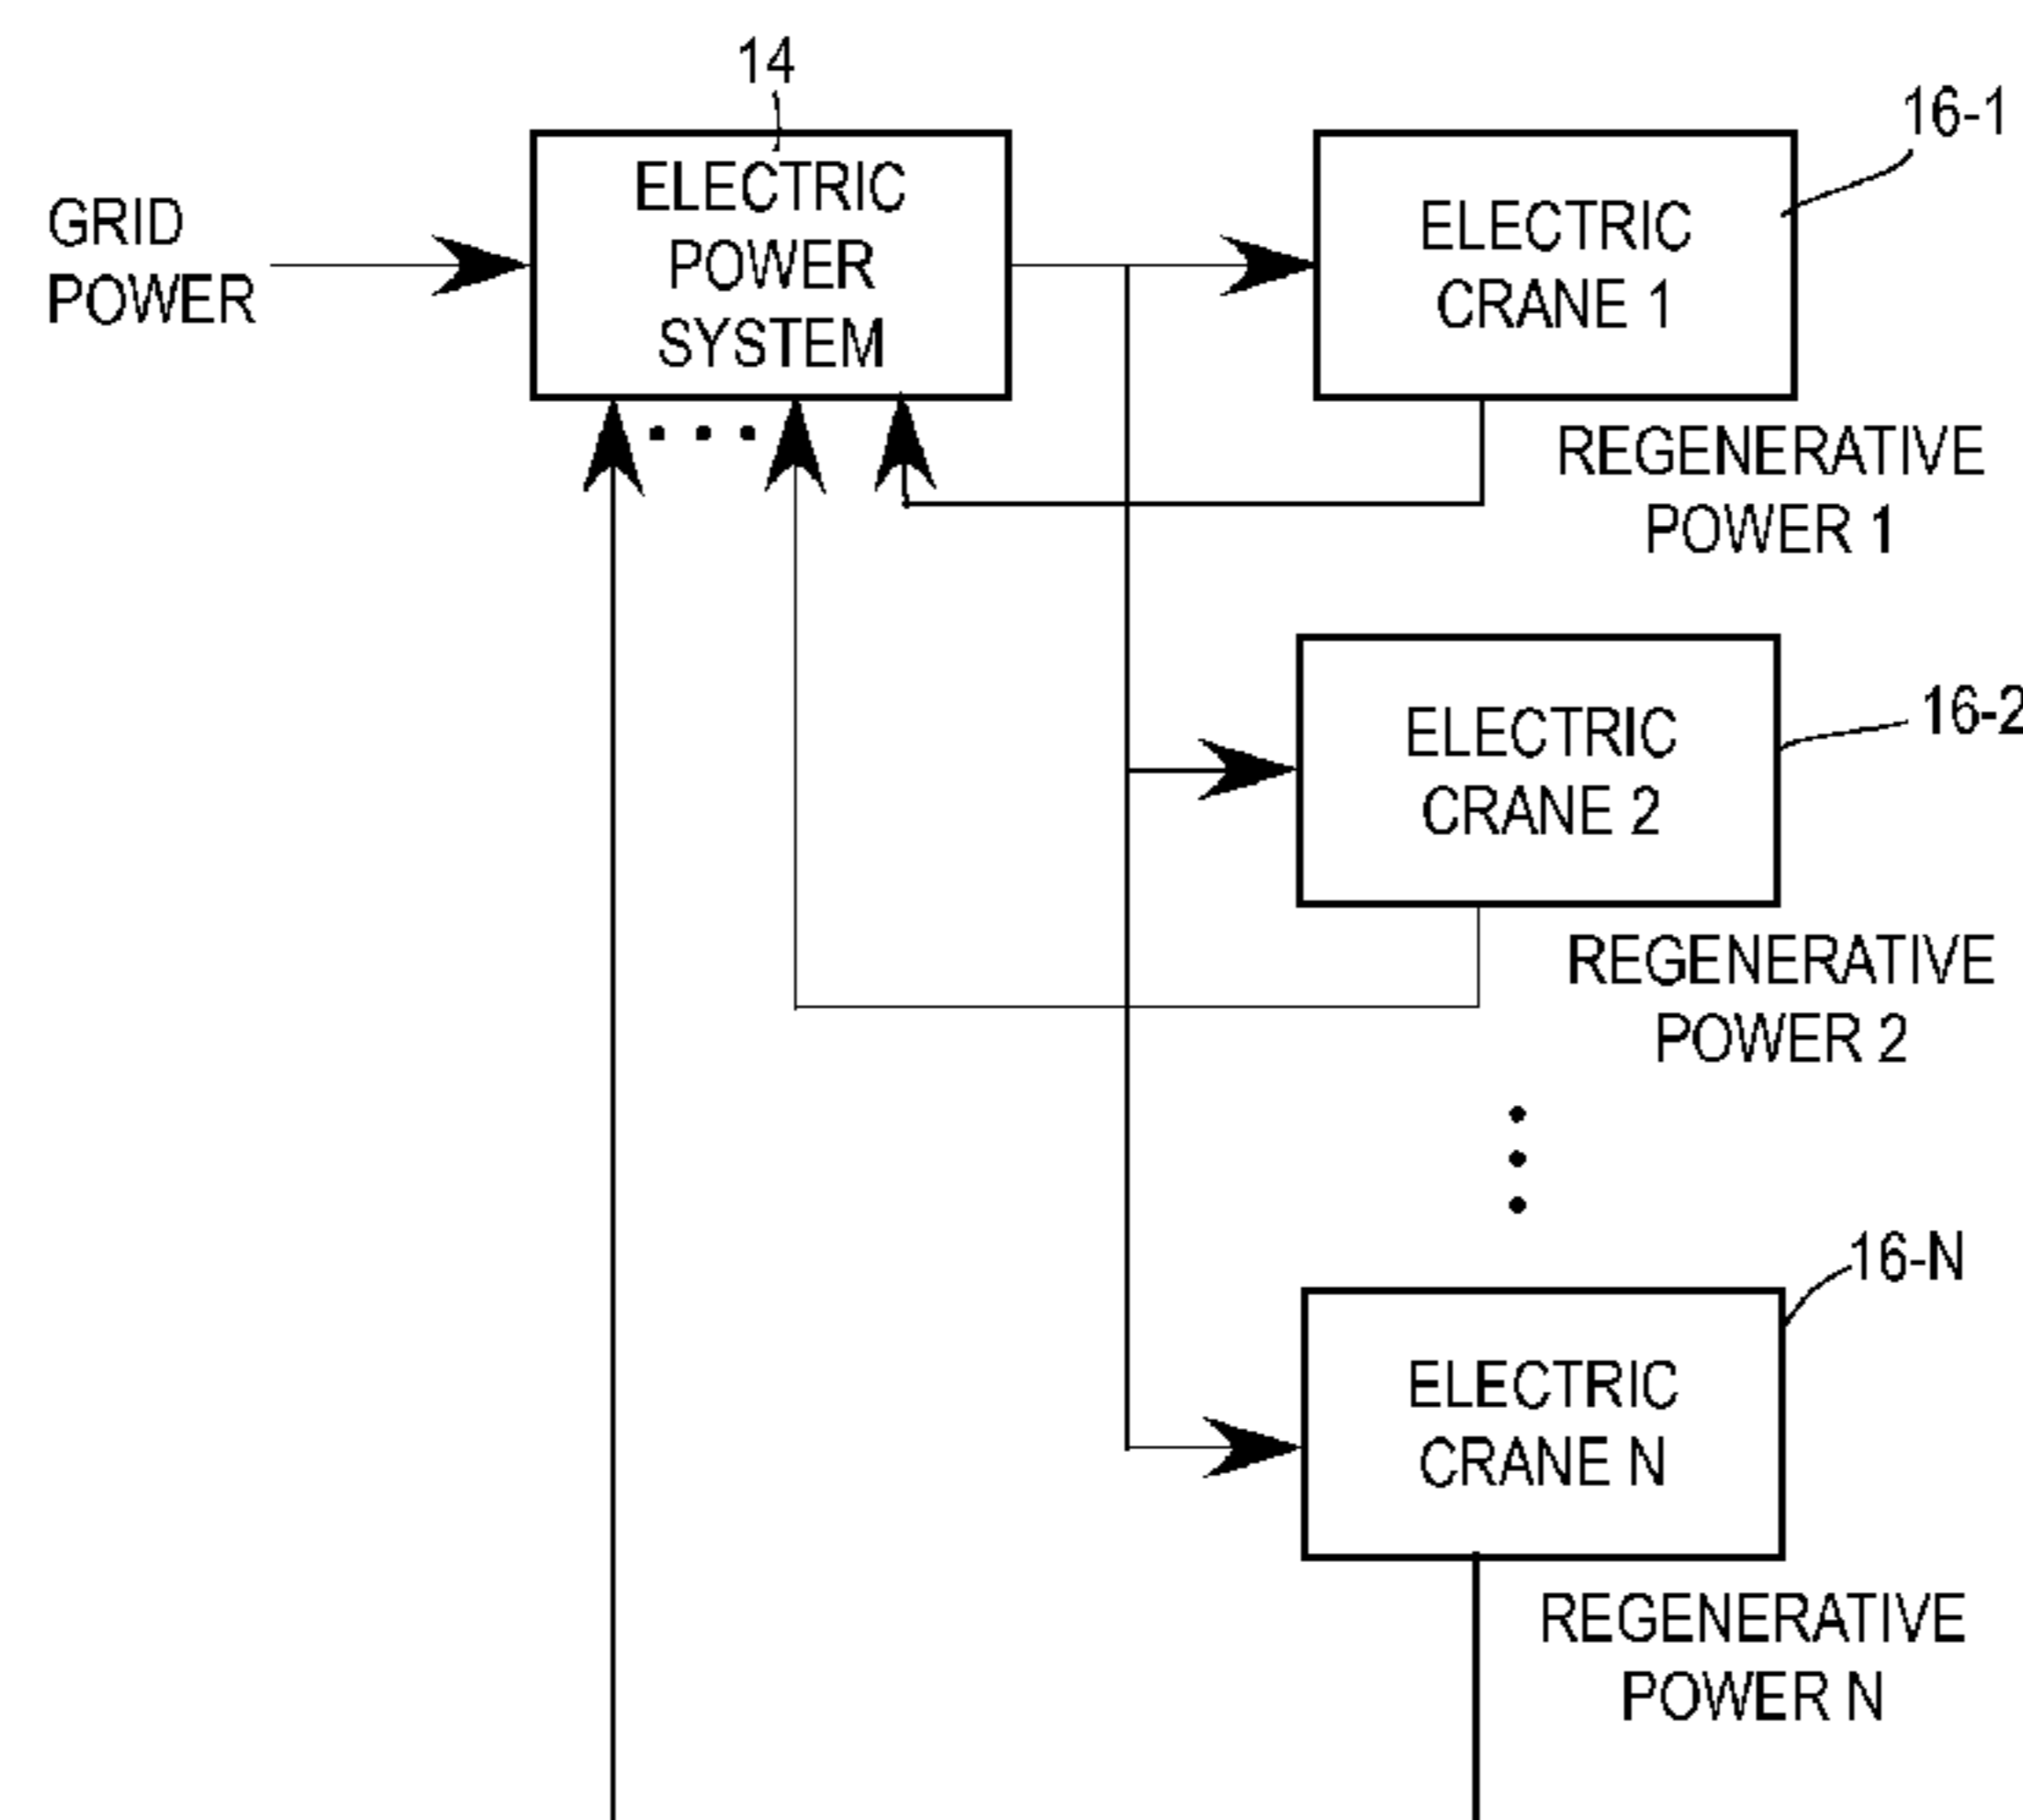 14
16-1
GRID
POWER
ELECTRIC
POWER
SYSTEM
ELECTRIC
CRANE 1
REGENERATIVE
POWER 1
ELECTRIC
CRANE 2
16-2
REGENERATIVE
POWER 2
16-N
ELECTRIC
CRANE N
REGENERATIVE
POWER N